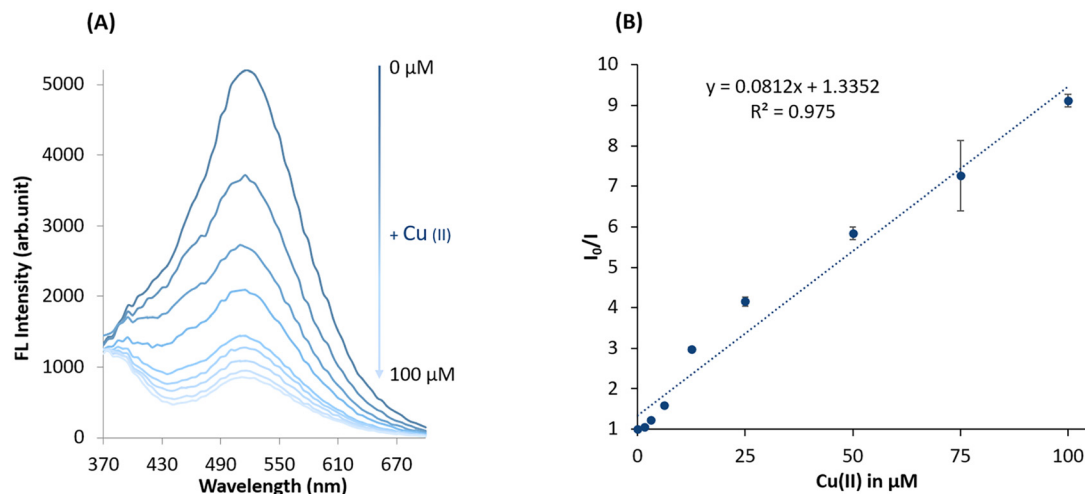 (A)
FL Intensity (arb.unit)
5000
4000
3000
2000
1000
0
370
430
490
550
610
670
Wavelength (nm)
0 µM
+ Cu (II)
100 µM
(B)
I₀/I
10
9
8
7
6
5
4
3
2
1
0
25
50
75
100
Cu(II) in µM
y = 0.0812x + 1.3352
R² = 0.975